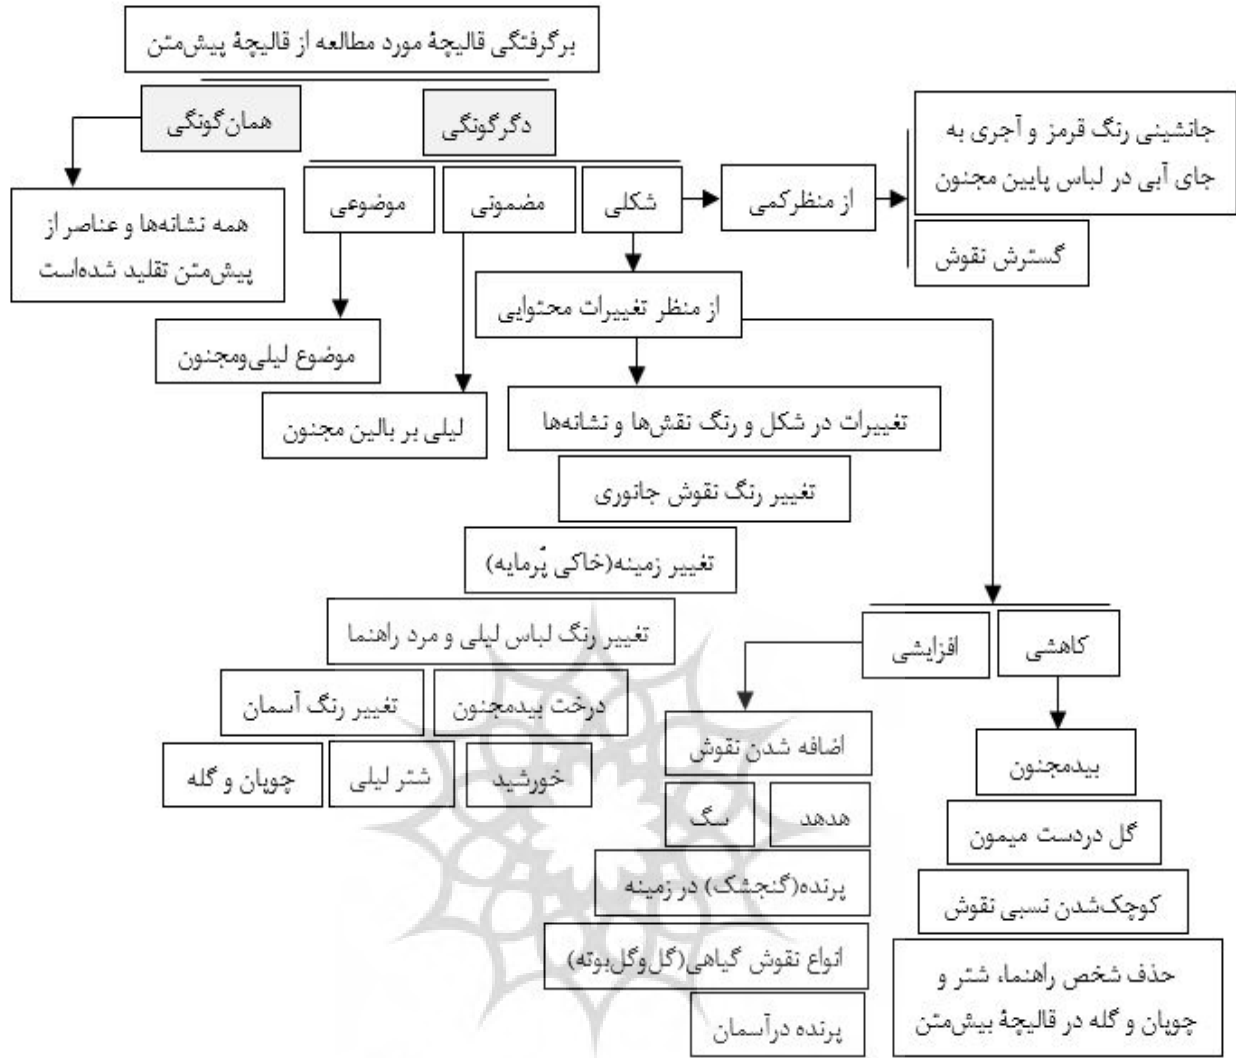 برگرفتگی قالیچهٔ مورد مطالعه از قالیچهٔ پیش‌متن
همان‌گونگی
دگرگونگی
جانشینی رنگ قرمز و آجری به
جای آبی در لباس پایین مجنون
گسترش نقوش
از منظرکمی
شکلی
مضمونی
موضوعی
همه نشانه‌ها و عناصر از
پیش‌متن تقلید شده‌است
از منظر تغییرات محتوایی
موضوع لیلی‌ومجنون
لیلی بر بالین مجنون
تغییرات در شکل و رنگ نقش‌ها و نشانه‌ها
تغییر رنگ نقوش جانوری
تغییر زمینه(خاکی پُرمایه)
تغییر رنگ لباس لیلی و مرد راهنما
درخت بیدمجنون
تغییر رنگ آسمان
خورشید
شتر لیلی
چوپان و گله
کاهشی
افزایشی
اضافه شدن نقوش
هدهد
سگ
پرنده(گنجشک) در زمینه
انواع نقوش گیاهی(گل‌وگل‌بوته)
پرنده درآسمان
بیدمجنون
گل دردست میمون
کوچک‌شدن نسبی نقوش
حذف شخص راهنما، شتر و
چوپان و گله در قالیچهٔ بیش‌متن